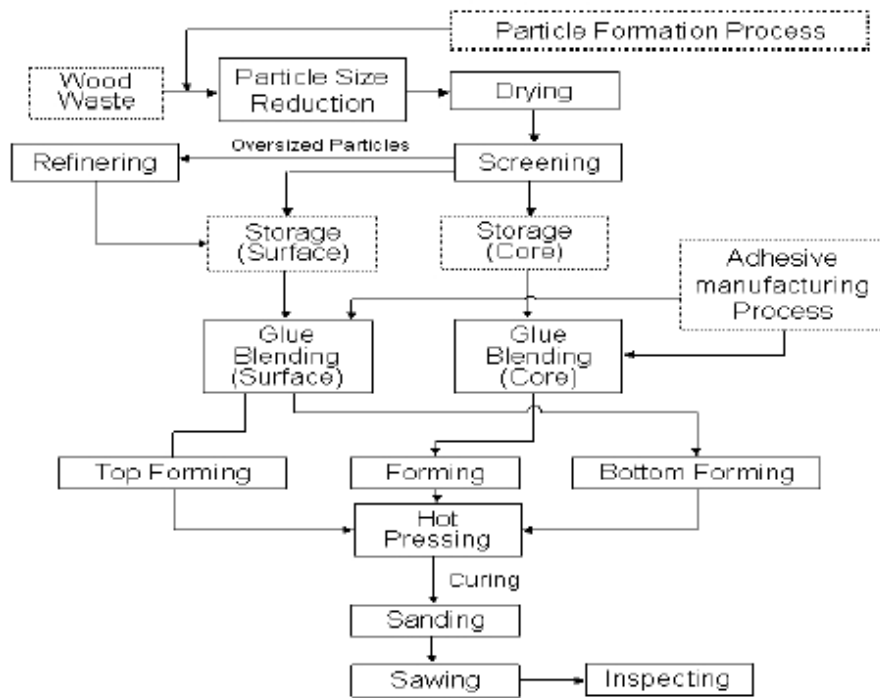 Particle Formation Process
Wood
Waste
Particle Size
Reduction
Drying
Oversized Particles
Refinering
Screening
Storage
(Surface)
Storage
(Core)
Adhesive
manufacturing
Process
Glue
Blending
(Surface)
Glue
Blending
(Core)
Top Forming
Forming
Bottom Forming
Hot
Pressing
Curing
Sanding
Sawing
Inspecting